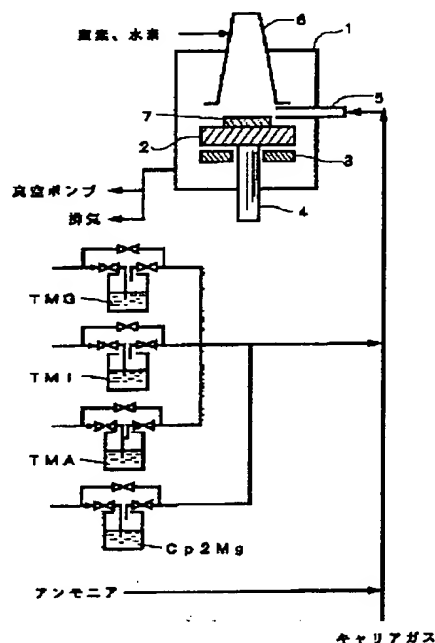 窒素、水素
6
1
5
7
2
3
4
真空ポンプ
排気
TMG
TMI
TMA
Cp2Mg
アンモニア
キャリアガス